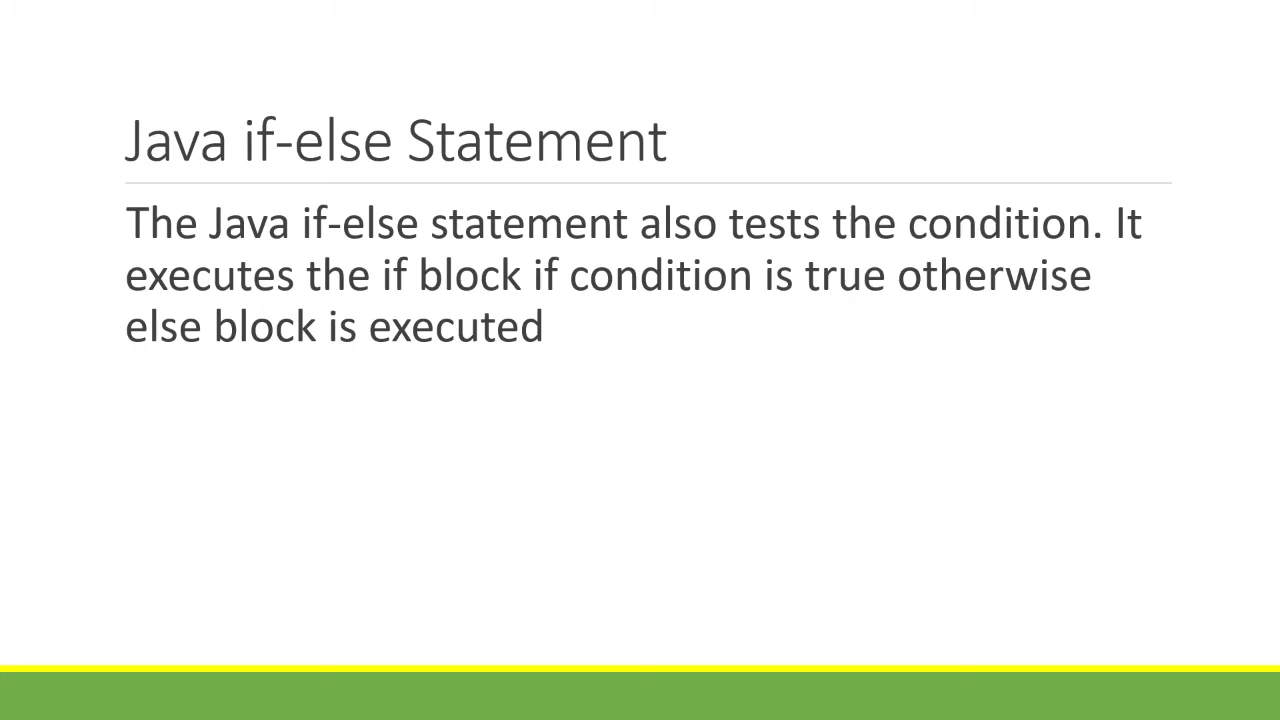 Java if-else Statement
The Java if-else statement also tests the condition. It
executes the if block if condition is true otherwise
else block is executed